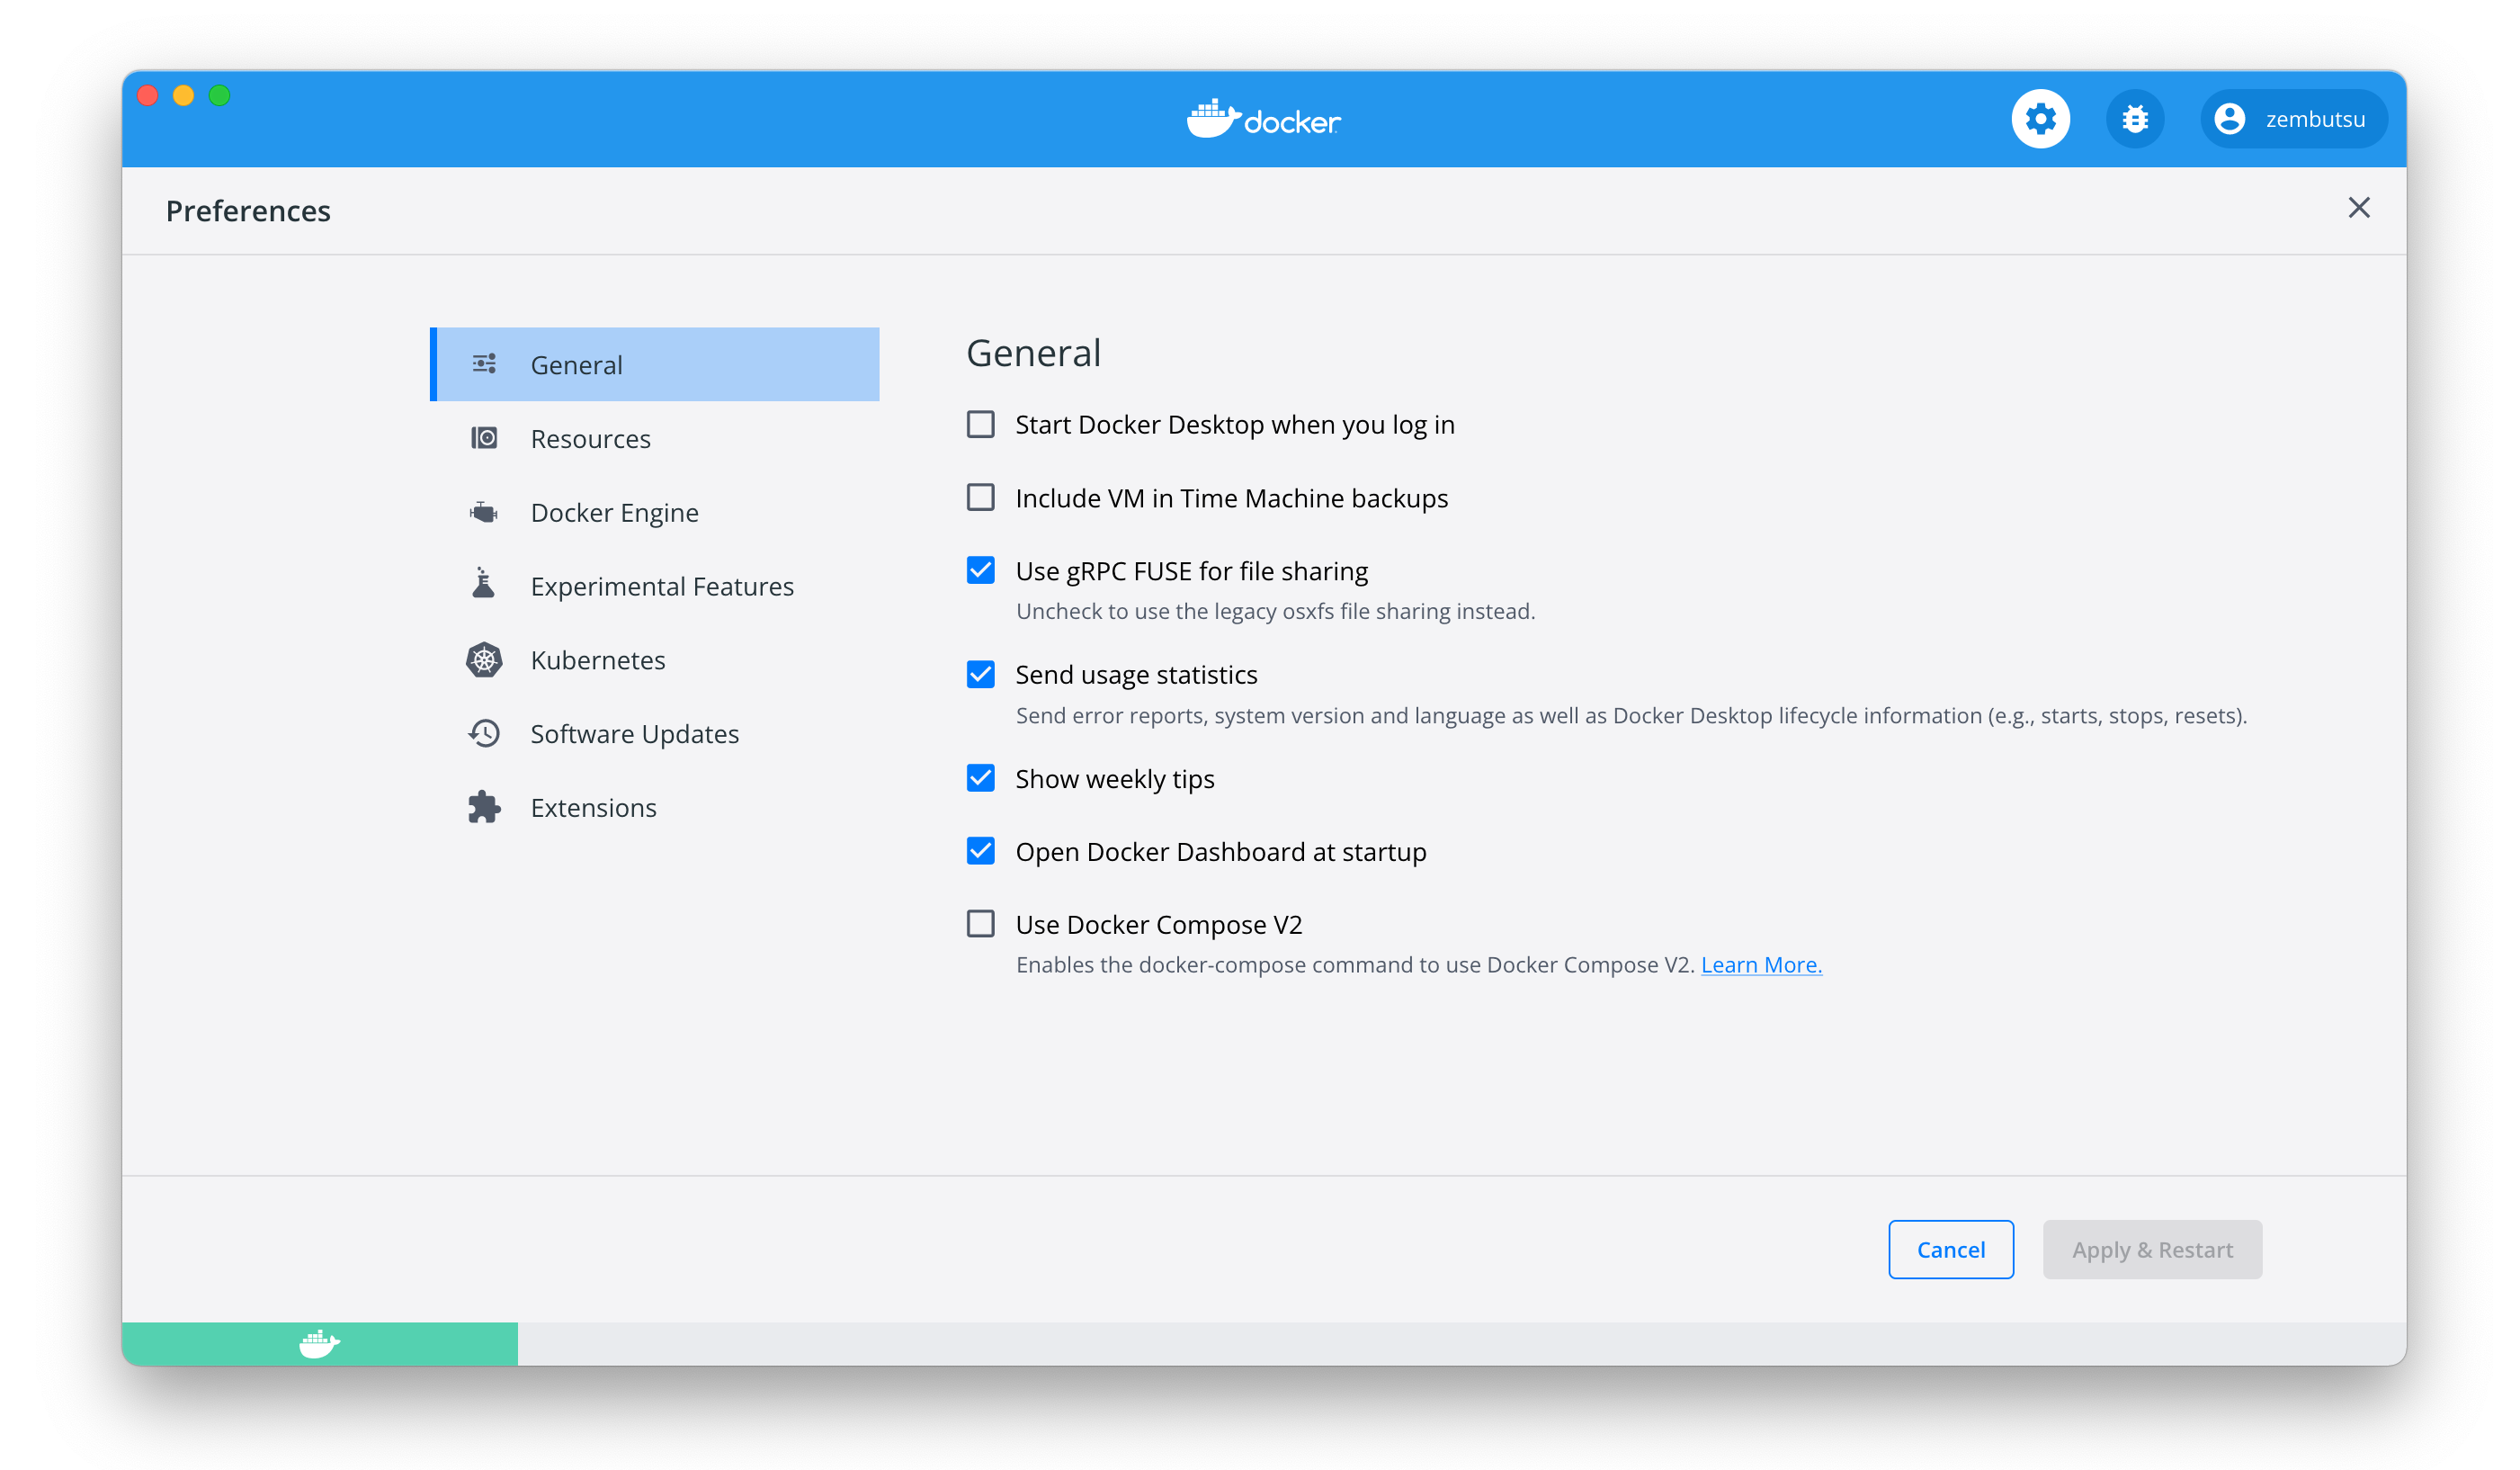 docker
zembutsu
Preferences
General
Resources
Docker Engine
Experimental Features
Kubernetes
Software Updates
Extensions
General
Start Docker Desktop when you log in
Include VM in Time Machine backups
Use gRPC FUSE for file sharing
Uncheck to use the legacy osxfs file sharing instead.
Send usage statistics
Send error reports, system version and language as well as Docker Desktop lifecycle information (e.g., starts, stops, resets).
Show weekly tips
Open Docker Dashboard at startup
Use Docker Compose V2
Enables the docker-compose command to use Docker Compose V2. Learn More.
Cancel
Apply & Restart